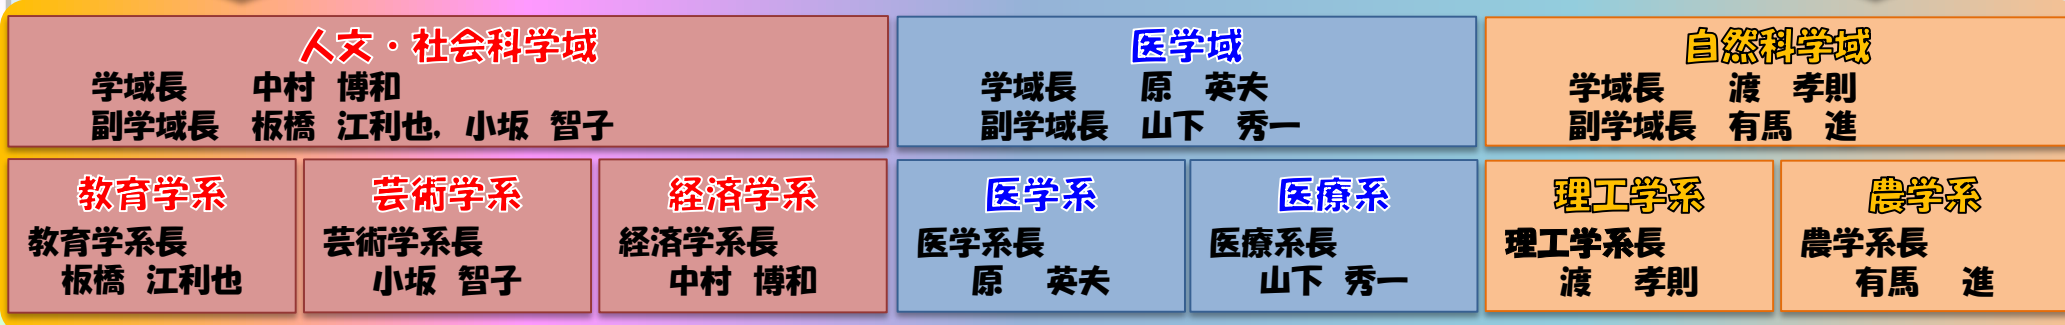 人文・社会科学域
学域長 中村 博和
副学域長 板橋 江利也, 小坂 智子
医学域
学域長 原 英夫
副学域長 山下 秀一
自然科学域
学域長 渡 孝則
副学域長 有馬 進
教育学系
教育学系長
板橋 江利也
芸術学系
芸術学系長
小坂 智子
経済学系
経済学系長
中村 博和
医学系
医学系長
原 英夫
医療系
医療系長
山下 秀一
理工学系
理工学系長
渡 孝則
農学系
農学系長
有馬 進